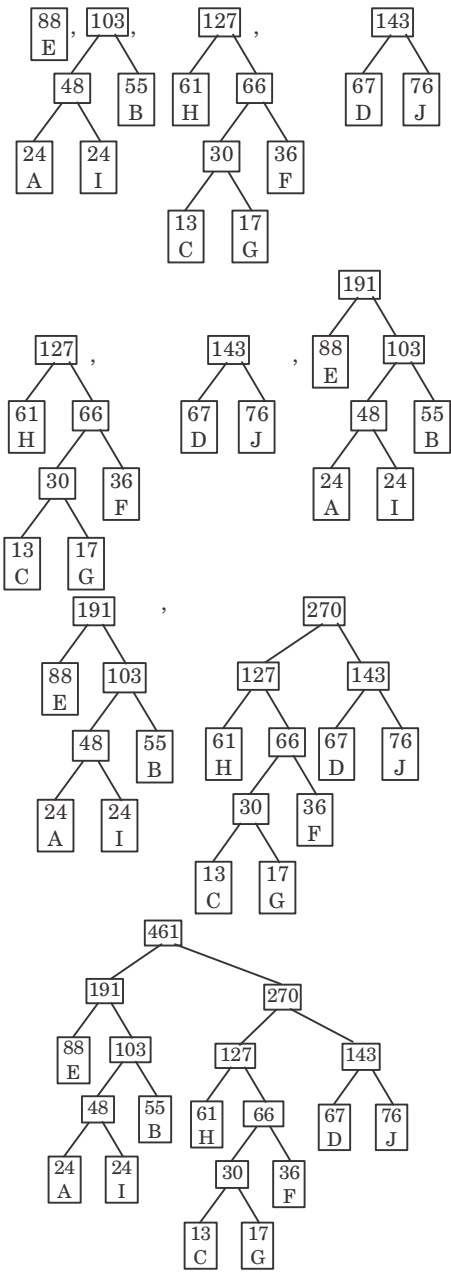 88 , 103 , 127 , 143
E
48 55 61 66 67 76
B H D J
24 24 30 36
A I F
13 17
C G
191
127 , 143 , 88 103
E
61 66 67 76 48 55
H D J B
30 36 24 24
F A I
13 17
C G
191 , 270
88 103 127 143
E
48 55 61 66 67 76
B H D J
24 24 30 36
A I F
13 17
C G
461
191 270
88 103 127 143
E
48 55 61 66 67 76
B H D J
24 24 30 36
A I F
13 17
C G